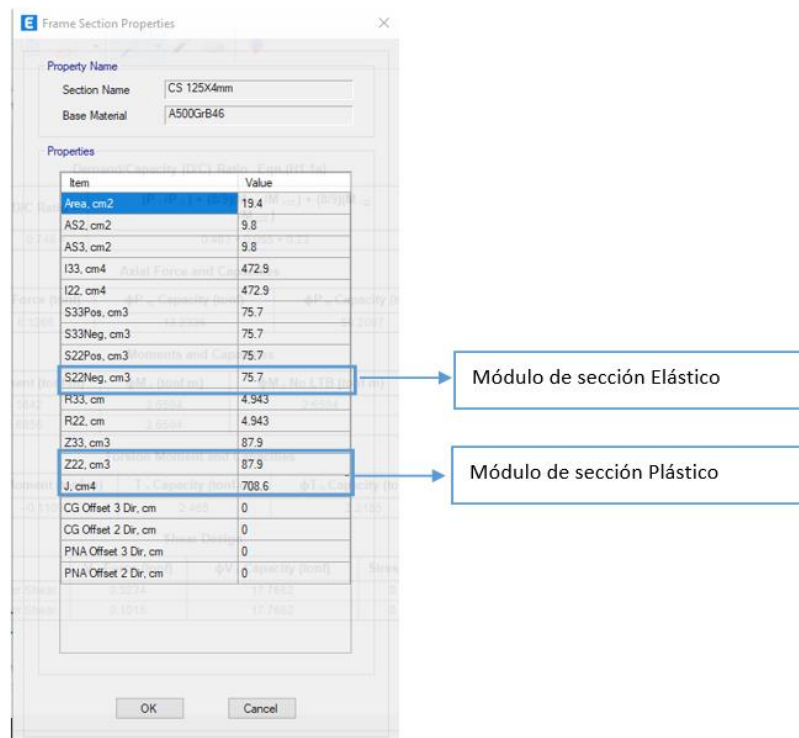 E Frame Section Properties
Property Name
Section Name CS 125X4mm
Base Material A500GrB46
Properties
Item Value
Area, cm2 19.4
AS2, cm2 9.8
AS3, cm2 9.8
I33, cm4 472.9
I22, cm4 472.9
S33Pos, cm3 75.7
S33Neg, cm3 75.7
S22Pos, cm3 75.7
S22Neg, cm3 75.7
Módulo de sección Elástico
R33, cm 4.943
R22, cm 4.943
Z33, cm3 87.9
Z22, cm3 87.9
Módulo de sección Plástico
J, cm4 708.6
CG Offset 3 Dir, cm 0
CG Offset 2 Dir, cm 0
PNA Offset 3 Dir, cm 0
PNA Offset 2 Dir, cm 0
OK Cancel